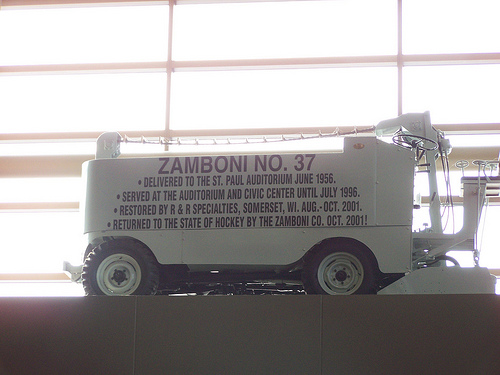 ZAMBONI NO. 37
• DELIVERED TO THE ST. PAUL AUDITORIUM JUNE 1956.
• SERVED AT THE AUDITORIUM AND CIVIC CENTER UNTIL JULY 1996.
• RESTORED BY R & R SPECIALTIES, SOMERSET, WI. AUG.- OCT. 2001.
• RETURNED TO THE STATE OF HOCKEY BY THE ZAMBONI CO. OCT. 2001!